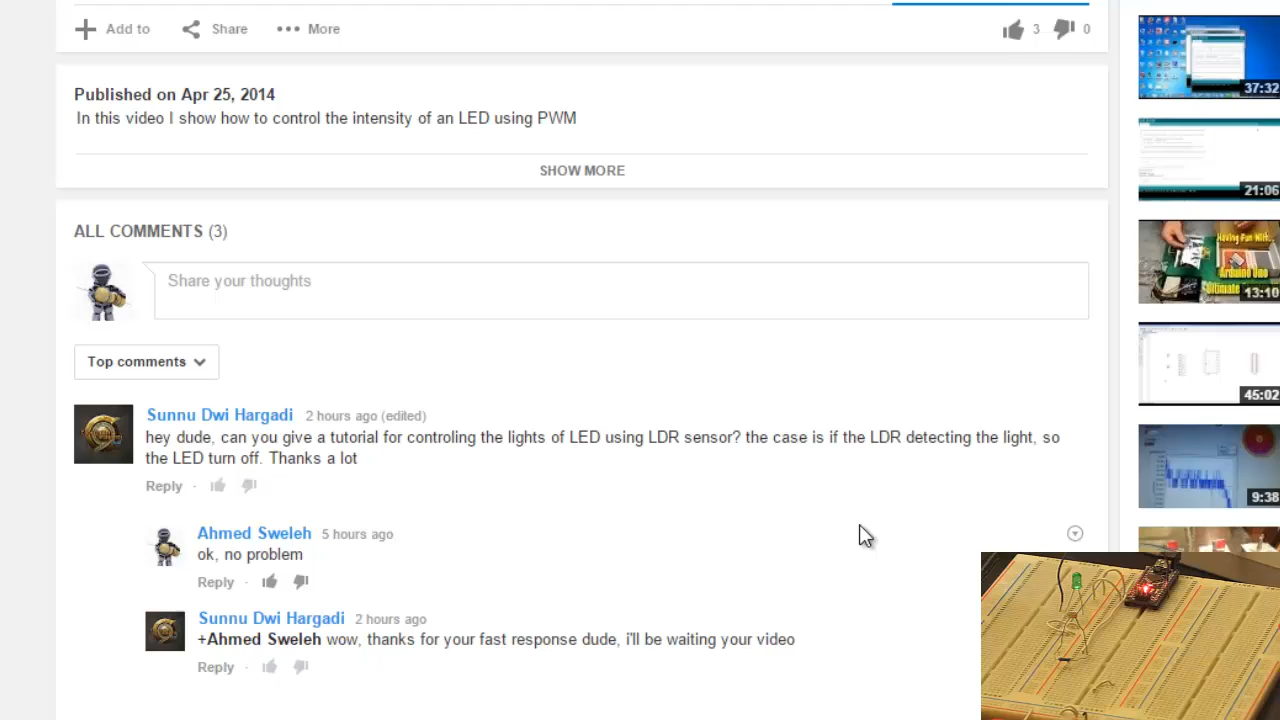 Add to
Share
More
3
0
Published on Apr 25, 2014
In this video I show how to control the intensity of an LED using PWM
SHOW MORE
ALL COMMENTS (3)
Share your thoughts
Top comments
Sunnu Dwi Hargadi 2 hours ago (edited)
hey dude, can you give a tutorial for controling the lights of LED using LDR sensor? the case is if the LDR detecting the light, so
the LED turn off. Thanks a lot
Reply ·
Ahmed Sweleh 5 hours ago
ok, no problem
Reply ·
Sunnu Dwi Hargadi 2 hours ago
+Ahmed Sweleh wow, thanks for your fast response dude, i'll be waiting your video
Reply ·
37:32
21:06
Having Fun With...
Arduino Uno
Ultimate
13:10
45:02
9:38